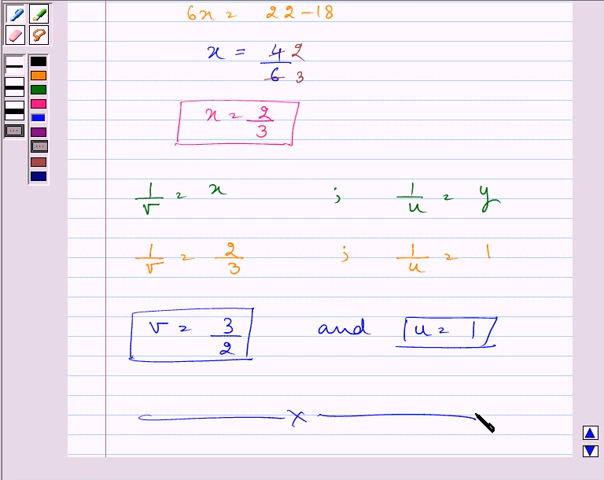 6x = 22 - 18
x = 4/6 2/3
x = 2/3
1/v = x ; 1/u = y
1/v = 2/3 ; 1/u = 1
v = 3/2 and u = 1
x